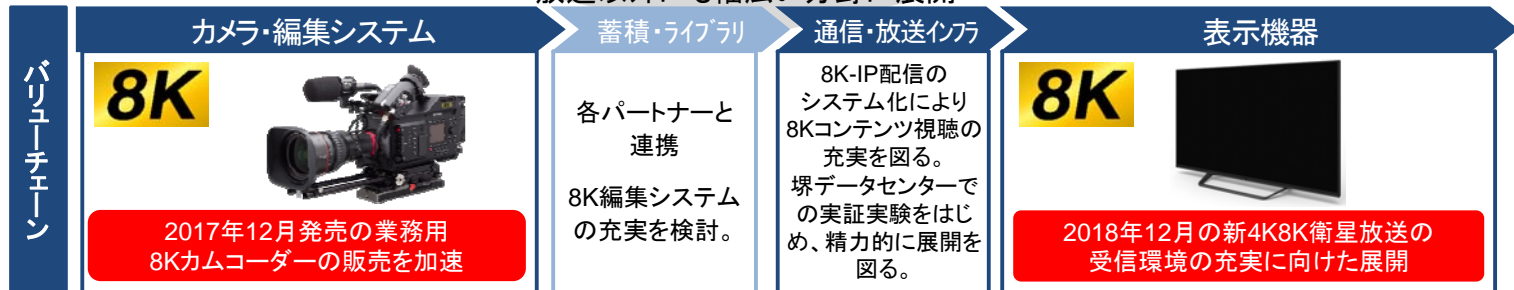 カメラ・編集システム
蓄積・ライブラリ
通信・放送インフラ
表示機器
バリューチェーン
8K
2017年12月発売の業務用
8Kカムコーダーの販売を加速
各パートナーと
連携
8K編集システム
の充実を検討。
8K-IP配信の
システム化により
8Kコンテンツ視聴の
充実を図る。
堺データセンターで
の実証実験をはじ
め、精力的に展開を
図る。
8K
2018年12月の新4K8K衛星放送の
受信環境の充実に向けた展開